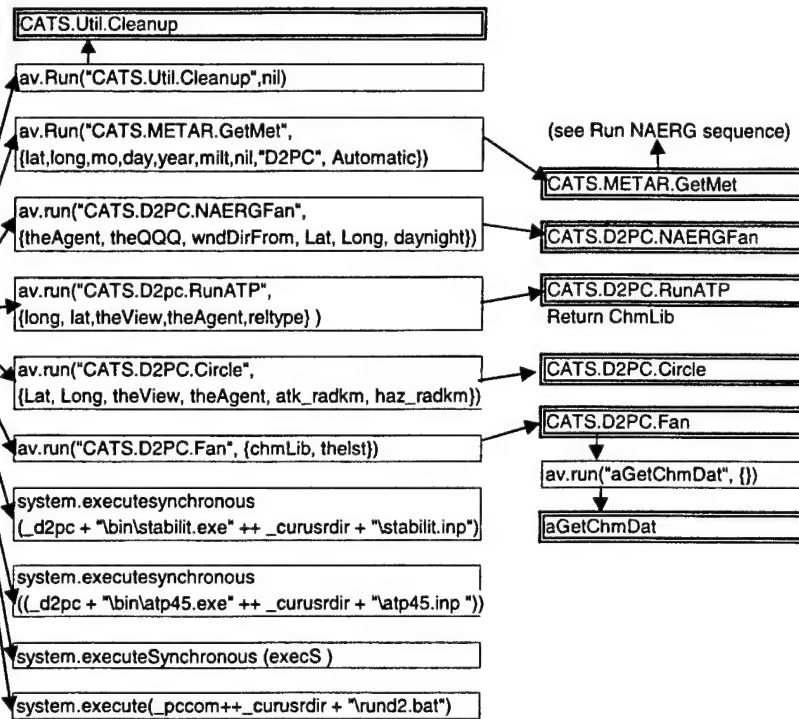 CATS.Util.Cleanup
av.Run("CATS.Util.Cleanup",nil)
av.Run("CATS.METAR.GetMet",
{lat,long,mo,day,year,milt,nil,"D2PC", Automatic})
(see Run NAERG sequence)
CATS.METAR.GetMet
av.run("CATS.D2PC.NAERGFan",
{theAgent, theQQQ, wndDirFrom, Lat, Long, daynight})
CATS.D2PC.NAERGFan
av.run("CATS.D2pc.RunATP",
{long, lat,theView,theAgent,reltype} )
CATS.D2PC.RunATP
Return ChmLib
av.run("CATS.D2PC.Circle",
{Lat, Long, theView, theAgent, atk_radkm, haz_radkm})
CATS.D2PC.Circle
av.run("CATS.D2PC.Fan", {chmLib, thelst})
CATS.D2PC.Fan
av.run("aGetChmDat", {})
aGetChmDat
system.executesynchronous
(_d2pc + "\bin\stabilit.exe" ++ _curusrdir + "\stabilit.inp")
system.executesynchronous
((_d2pc + "\bin\atp45.exe" ++ _curusrdir + "\atp45.inp "))
system.executeSynchronous (execS )
system.execute(_pccom++_curusrdir + "\rund2.bat")